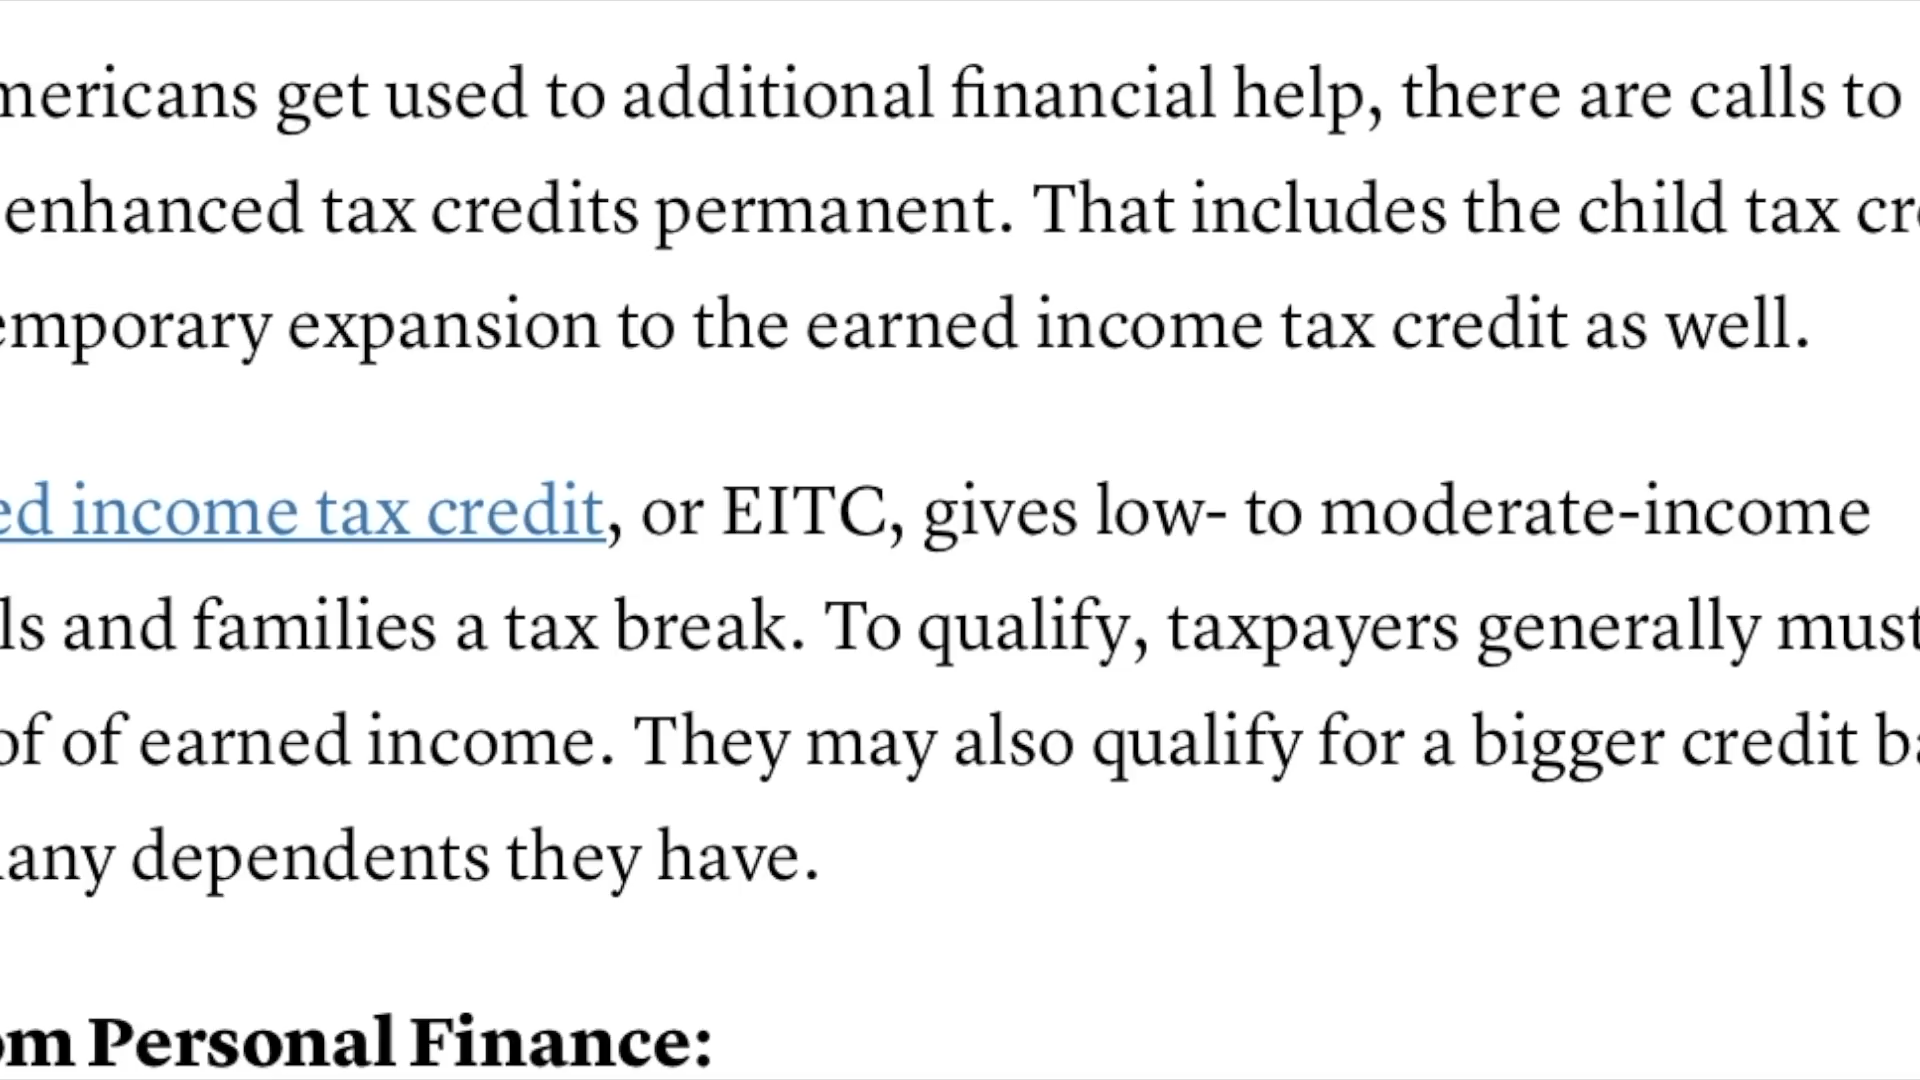 mericans get used to additional financial help, there are calls to
enhanced tax credits permanent. That includes the child tax cr
emporary expansion to the earned income tax credit as well.
ed income tax credit, or EITC, gives low- to moderate-income
ls and families a tax break. To qualify, taxpayers generally must
of of earned income. They may also qualify for a bigger credit ba
any dependents they have.
om Personal Finance: